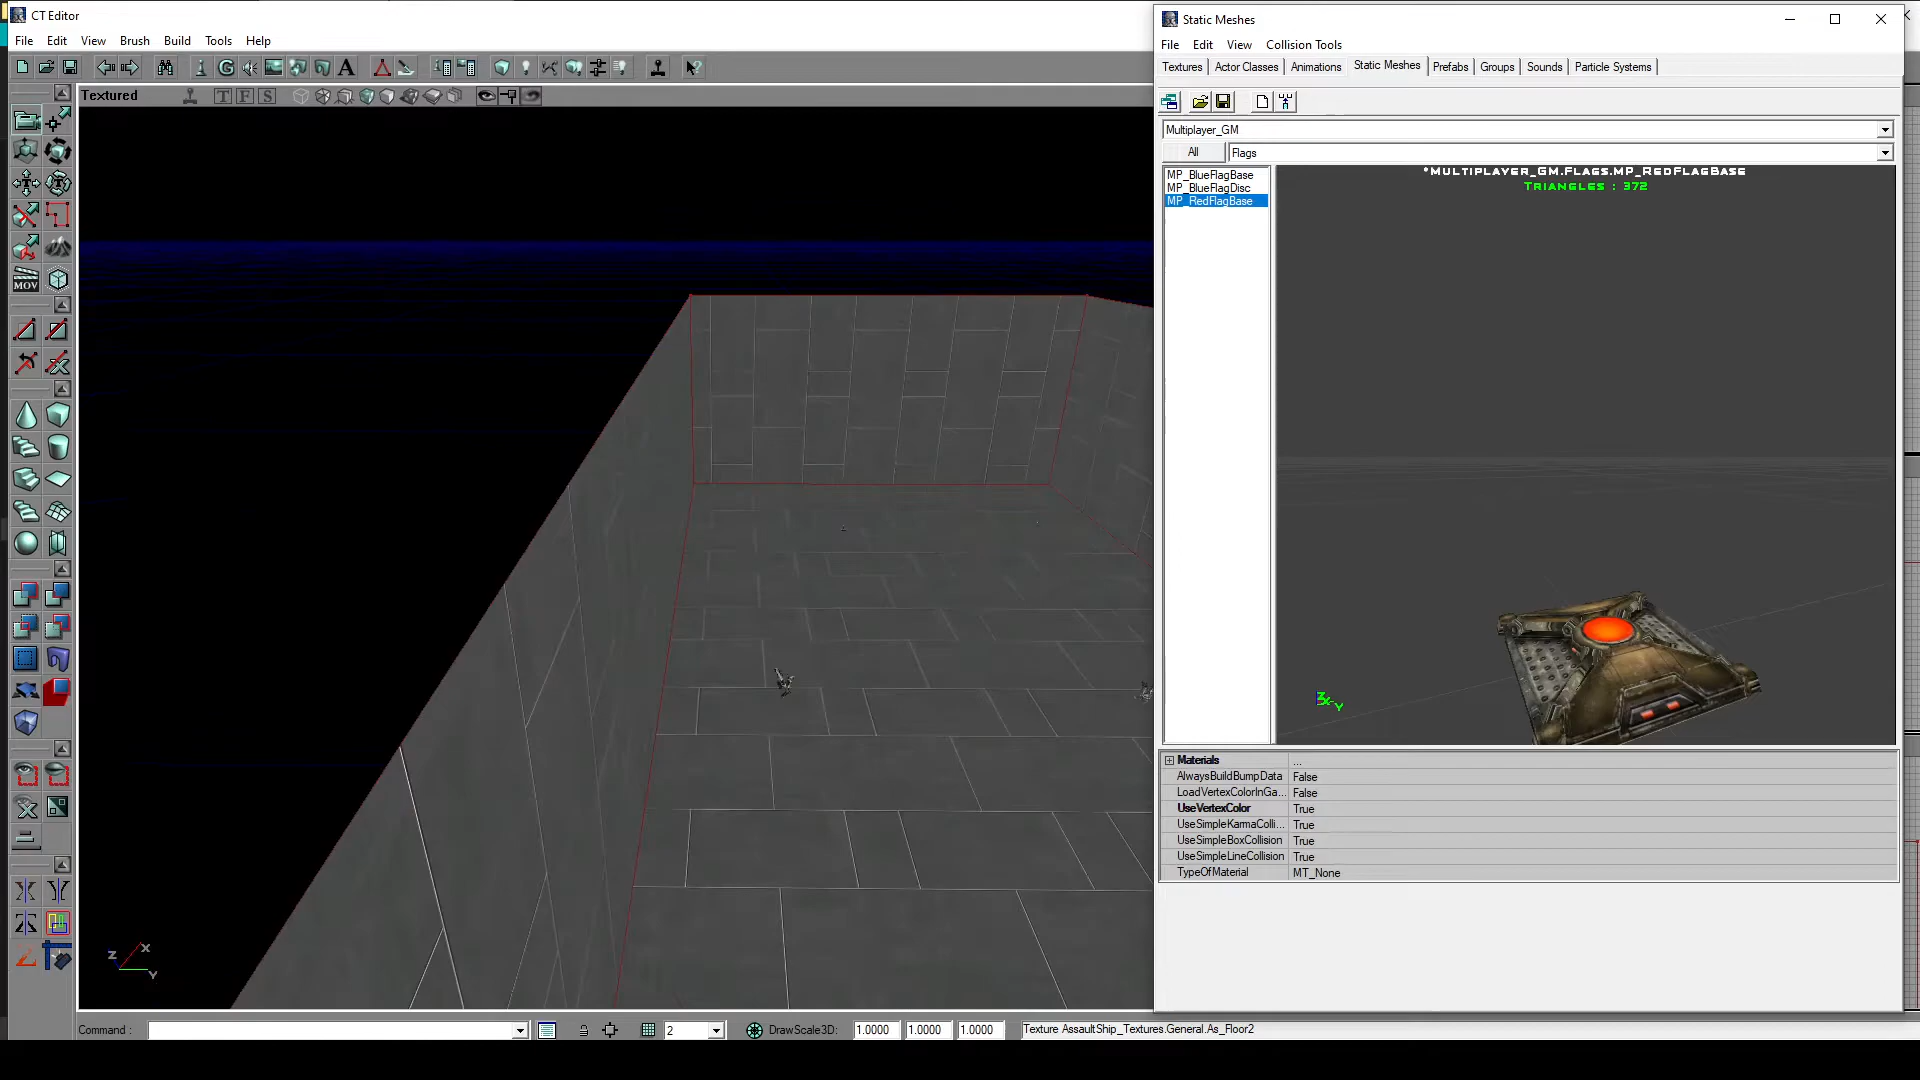 CT Editor
File Edit View Brush Build Tools Help
Textured
T F S
MOV
Z X Y
Command :
2
DrawScale3D: 1.0000 1.0000 1.0000
Texture AssaultShip_Textures.General.As_Floor2
Static Meshes
File Edit View Collision Tools
Textures Actor Classes Animations Static Meshes Prefabs Groups Sounds Particle Systems
Multiplayer_GM
All Flags
MP_BlueFlagBase
MP_BlueFlagDisc
MP_RedFlagBase
*MULTIPLAYER_GM.FLAGS.MP_REDFLAGBASE
TRIANGLES : 372
Z X Y
Materials ...
AlwaysBuildBumpData False
LoadVertexColorInGa... False
UseVertexColor True
UseSimpleKarmaColli... True
UseSimpleBoxCollision True
UseSimpleLineCollision True
TypeOfMaterial MT_None